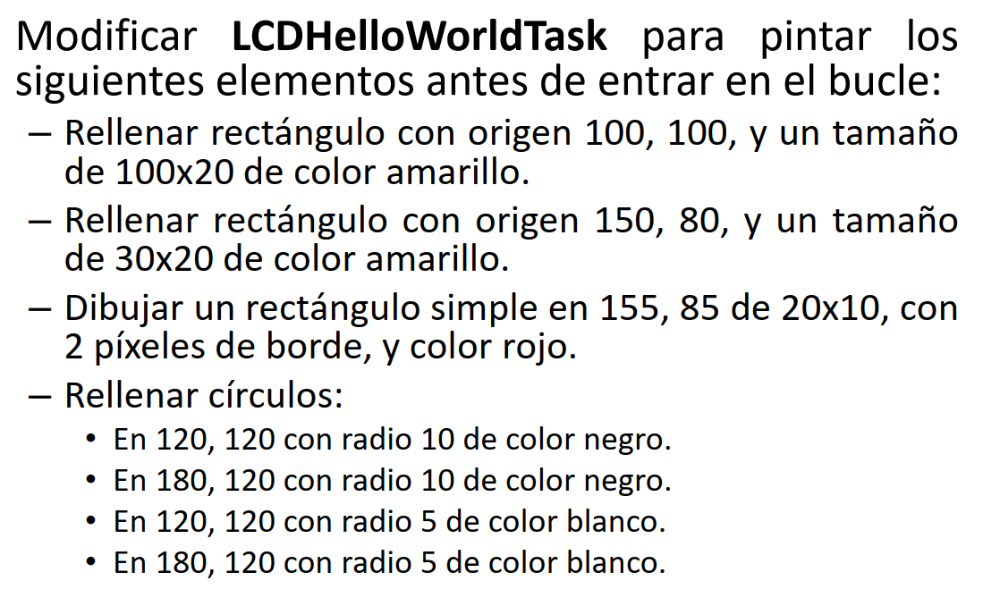 Modificar LCDHelloWorldTask para pintar los
siguientes elementos antes de entrar en el bucle:
– Rellenar rectángulo con origen 100, 100, y un tamaño
de 100x20 de color amarillo.
– Rellenar rectángulo con origen 150, 80, y un tamaño
de 30x20 de color amarillo.
– Dibujar un rectángulo simple en 155, 85 de 20x10, con
2 píxeles de borde, y color rojo.
– Rellenar círculos:
• En 120, 120 con radio 10 de color negro.
• En 180, 120 con radio 10 de color negro.
• En 120, 120 con radio 5 de color blanco.
• En 180, 120 con radio 5 de color blanco.